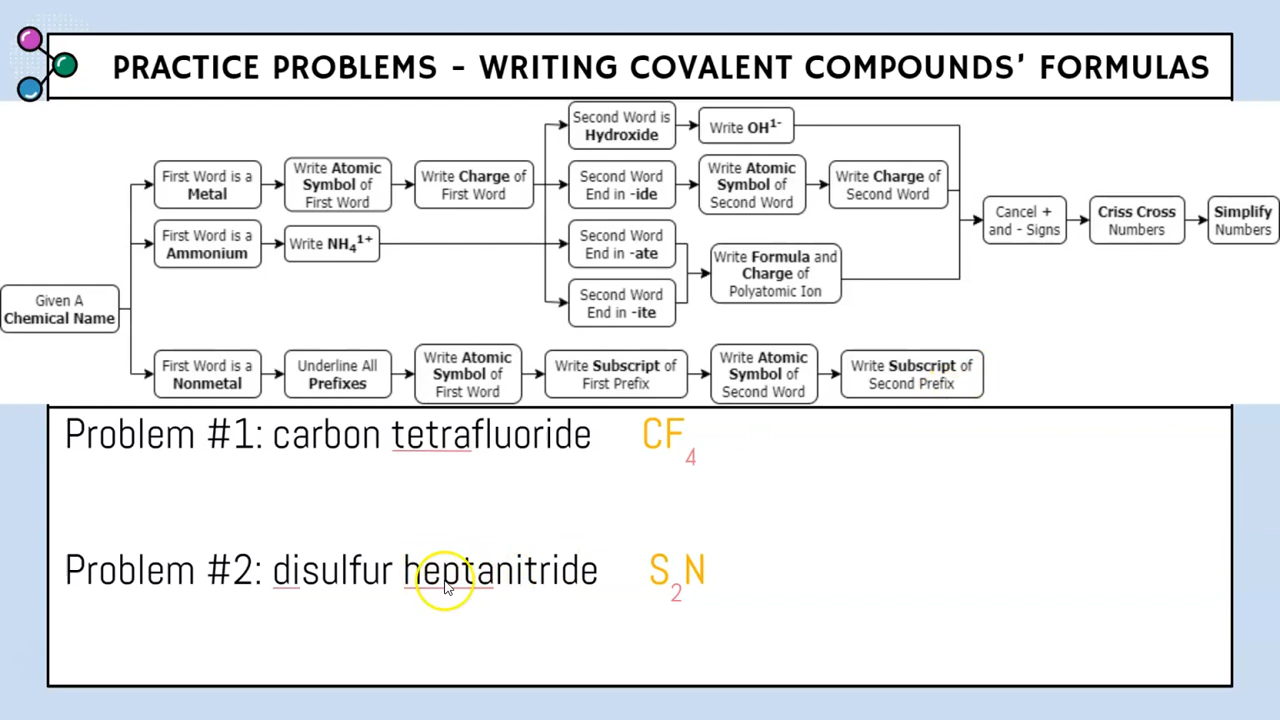 PRACTICE PROBLEMS - WRITING COVALENT COMPOUNDS' FORMULAS
Given A
Chemical Name
First Word is a
Metal
Write Atomic
Symbol of
First Word
Write Charge of
First Word
First Word is a
Ammonium
Write NH₄¹⁺
Second Word is
Hydroxide
Write OH¹⁻
Second Word
End in -ide
Write Atomic
Symbol of
Second Word
Write Charge of
Second Word
Second Word
End in -ate
Second Word
End in -ite
Write Formula and
Charge of
Polyatomic Ion
Cancel +
and - Signs
Criss Cross
Numbers
Simplify
Numbers
First Word is a
Nonmetal
Underline All
Prefixes
Write Atomic
Symbol of
First Word
Write Subscript of
First Prefix
Write Atomic
Symbol of
Second Word
Write Subscript of
Second Prefix
Problem #1: carbon tetrafluoride CF₄
Problem #2: disulfur heptanitride S₂N